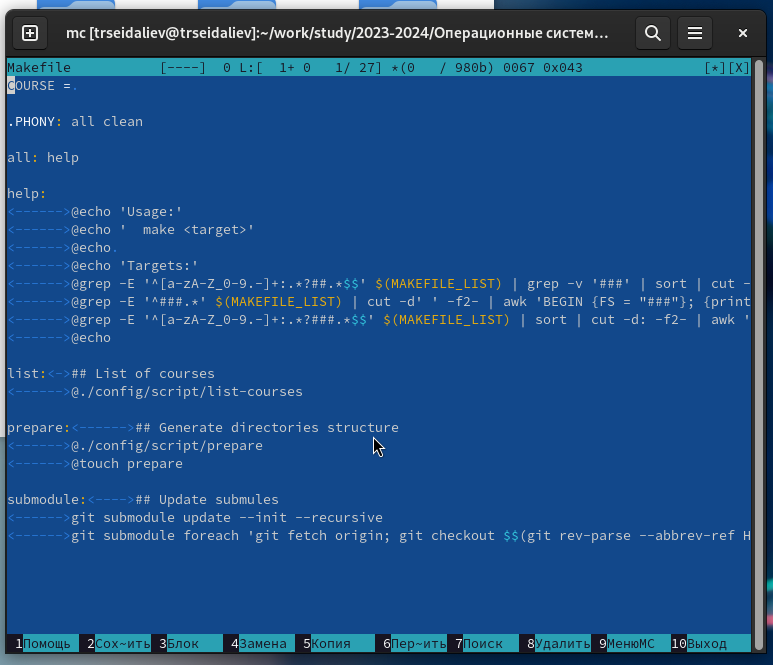 mc [trseidaliev@trseidaliev]:~/work/study/2023-2024/Операционные систем…
Makefile [----] 0 L:[ 1+ 0 1/ 27] *(0 / 980b) 0067 0x043 [*][X]
COURSE =.
.PHONY: all clean
all: help
help:
<------>@echo 'Usage:'
<------>@echo '  make <target>'
<------>@echo.
<------>@echo 'Targets:'
<------>@grep -E '^[a-zA-Z_0-9.-]+:.*?##.*$$' $(MAKEFILE_LIST) | grep -v '###' | sort | cut -
<------>@grep -E '^###.*' $(MAKEFILE_LIST) | cut -d' ' -f2- | awk 'BEGIN {FS = "###"}; {print
<------>@grep -E '^[a-zA-Z_0-9.-]+:.*?###.*$$' $(MAKEFILE_LIST) | sort | cut -d: -f2- | awk '
<------>@echo
list:<->## List of courses
<------>@./config/script/list-courses
prepare:<------>## Generate directories structure
<------>@./config/script/prepare
<------>@touch prepare
submodule:<---->## Update submules
<------>git submodule update --init --recursive
<------>git submodule foreach 'git fetch origin; git checkout $$(git rev-parse --abbrev-ref H
1Помощь 2Сох~ить 3Блок 4Замена 5Копия 6Пер~ить 7Поиск 8Удалить 9МенюМС 10Выход